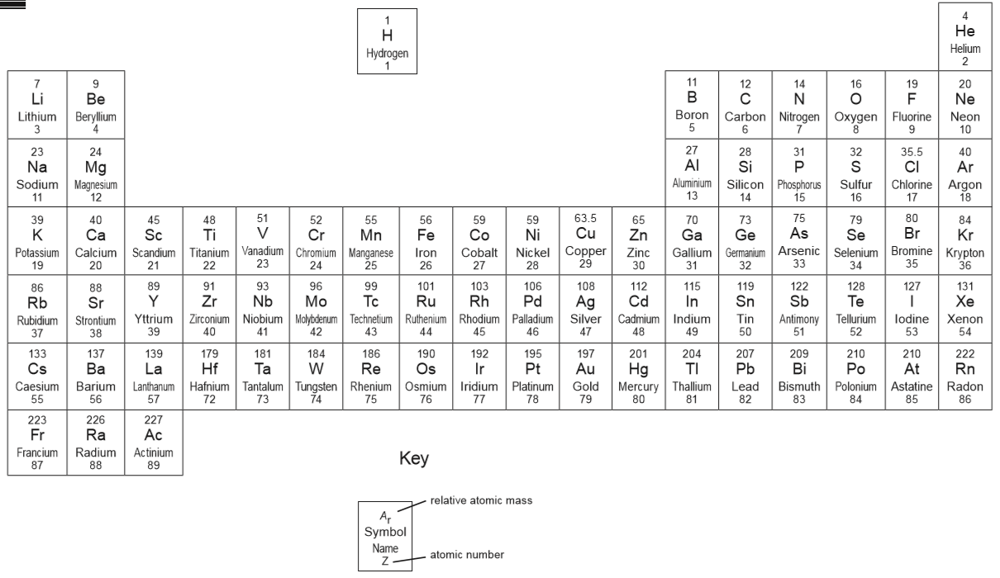 1 4
H He
Hydrogen Helium
1 2
7 9 11 12 14 16 19 20
Li Be B C N O F Ne
Lithium Beryllium Boron Carbon Nitrogen Oxygen Fluorine Neon
3 4 5 6 7 8 9 10
23 24 27 28 31 32 35.5 40
Na Mg Al Si P S Cl Ar
Sodium Magnesium Aluminium Silicon Phosphorus Sulfur Chlorine Argon
11 12 13 14 15 16 17 18
39 40 45 48 51 52 55 56 59 59 63.5 65 70 73 75 79 80 84
K Ca Sc Ti V Cr Mn Fe Co Ni Cu Zn Ga Ge As Se Br Kr
Potassium Calcium Scandium Titanium Vanadium Chromium Manganese Iron Cobalt Nickel Copper Zinc Gallium Germanium Arsenic Selenium Bromine Krypton
19 20 21 22 23 24 25 26 27 28 29 30 31 32 33 34 35 36
86 88 89 91 93 96 99 101 103 106 108 112 115 119 122 128 127 131
Rb Sr Y Zr Nb Mo Tc Ru Rh Pd Ag Cd In Sn Sb Te I Xe
Rubidium Strontium Yttrium Zirconium Niobium Molybdenum Technetium Ruthenium Rhodium Palladium Silver Cadmium Indium Tin Antimony Tellurium Iodine Xenon
37 38 39 40 41 42 43 44 45 46 47 48 49 50 51 52 53 54
133 137 139 179 181 184 186 190 192 195 197 201 204 207 209 210 210 222
Cs Ba La Hf Ta W Re Os Ir Pt Au Hg Tl Pb Bi Po At Rn
Caesium Barium Lanthanum Hafnium Tantalum Tungsten Rhenium Osmium Iridium Platinum Gold Mercury Thallium Lead Bismuth Polonium Astatine Radon
55 56 57 72 73 74 75 76 77 78 79 80 81 82 83 84 85 86
223 226 227
Fr Ra Ac
Francium Radium Actinium
87 88 89
Key
relative atomic mass
Ar
Symbol
Name
Z atomic number